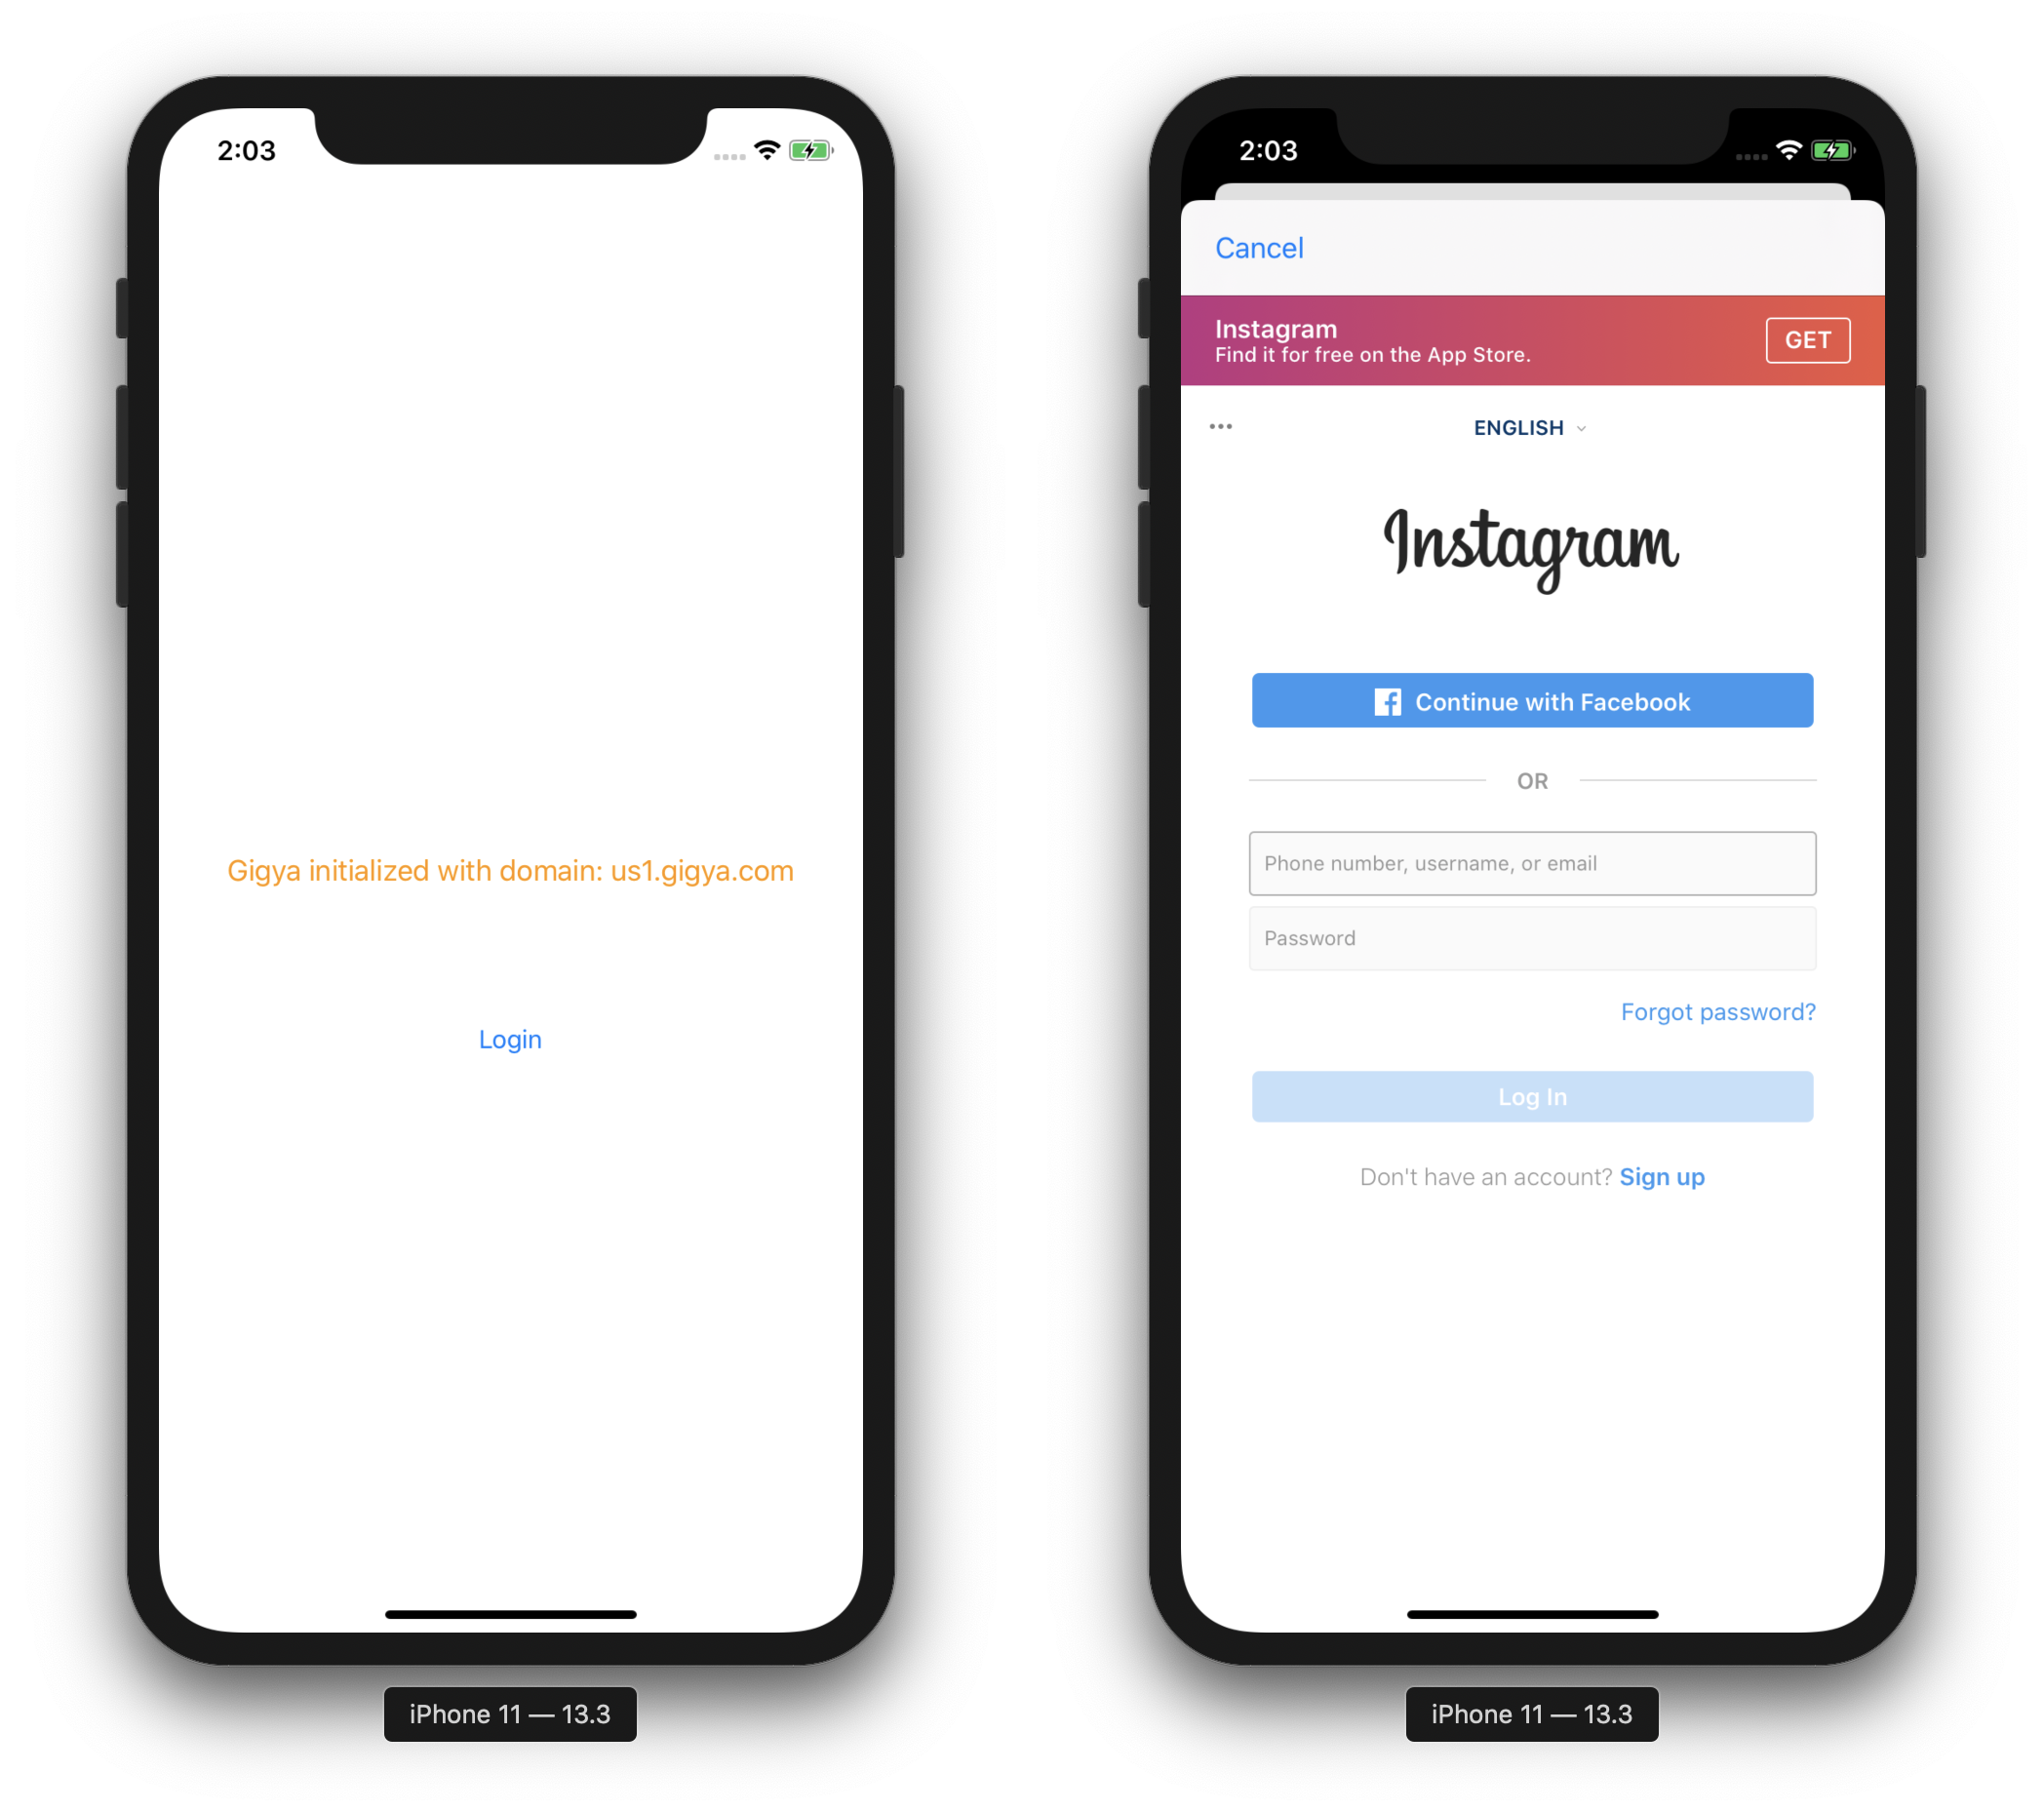 2:03
Gigya initialized with domain: us1.gigya.com
Login
iPhone 11 — 13.3
2:03
Cancel
Instagram
Find it for free on the App Store.
GET
ENGLISH
Instagram
Continue with Facebook
OR
Phone number, username, or email
Password
Forgot password?
Log In
Don't have an account? Sign up
iPhone 11 — 13.3